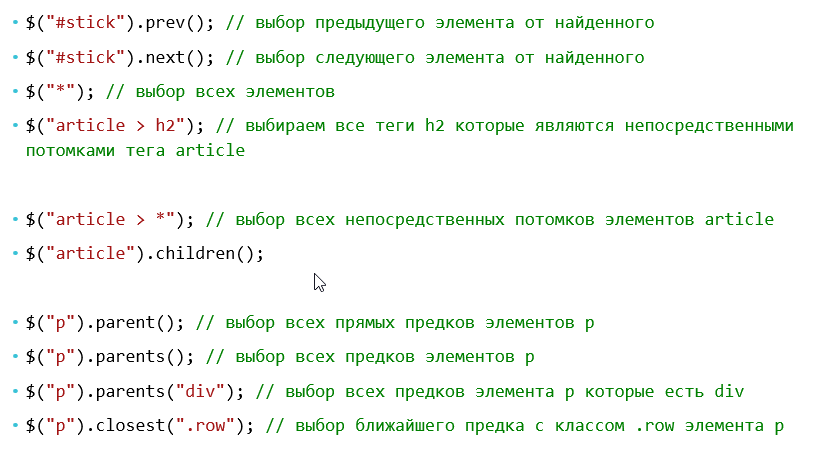 • $("#stick").prev(); // выбор предыдущего элемента от найденного
• $("#stick").next(); // выбор следующего элемента от найденного
• $("*"); // выбор всех элементов
• $("article > h2"); // выбираем все теги h2 которые являются непосредственными
потомками тега article
• $("article > *"); // выбор всех непосредственных потомков элементов article
• $("article").children();
• $("p").parent(); // выбор всех прямых предков элементов p
• $("p").parents(); // выбор всех предков элементов p
• $("p").parents("div"); // выбор всех предков элемента p которые есть div
• $("p").closest(".row"); // выбор ближайшего предка с классом .row элемента p